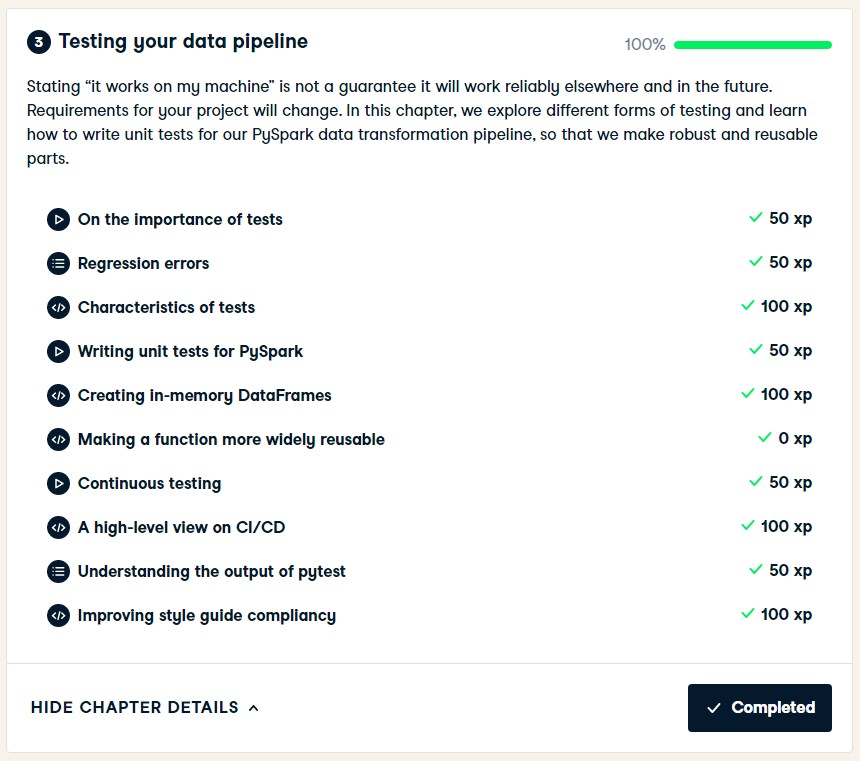 3 Testing your data pipeline
100%
Stating “it works on my machine” is not a guarantee it will work reliably elsewhere and in the future.
Requirements for your project will change. In this chapter, we explore different forms of testing and learn
how to write unit tests for our PySpark data transformation pipeline, so that we make robust and reusable
parts.
On the importance of tests 50 xp
Regression errors 50 xp
Characteristics of tests 100 xp
Writing unit tests for PySpark 50 xp
Creating in-memory DataFrames 100 xp
Making a function more widely reusable 0 xp
Continuous testing 50 xp
A high-level view on CI/CD 100 xp
Understanding the output of pytest 50 xp
Improving style guide compliancy 100 xp
HIDE CHAPTER DETAILS
Completed